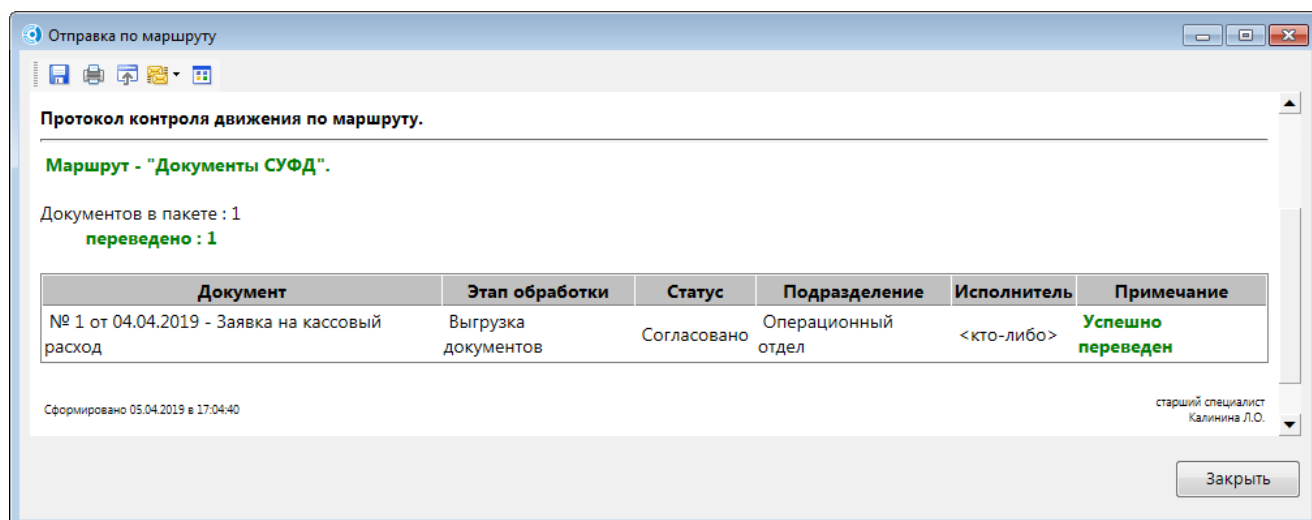 Отправка по маршруту
Протокол контроля движения по маршруту.
Маршрут - "Документы СУФД".
Документов в пакете : 1
переведено : 1
Документ Этап обработки Статус Подразделение Исполнитель Примечание
№ 1 от 04.04.2019 - Заявка на кассовый
расход
Выгрузка
документов
Согласовано
Операционный
отдел
<кто-либо>
Успешно
переведен
Сформировано 05.04.2019 в 17:04:40
старший специалист
Калинина Л.О.
Закрыть